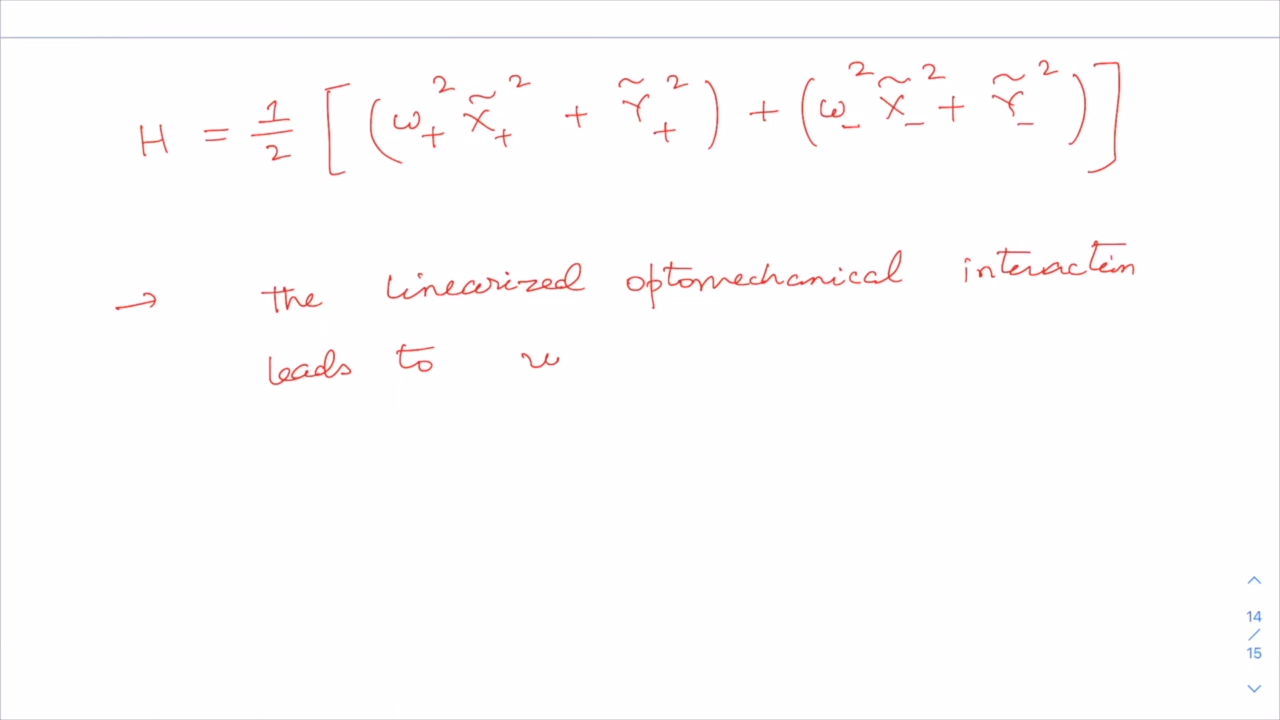 H = 1/2 [(ω₊² X̃₊² + Ỹ₊²) + (ω₋² X̃₋² + Ỹ₋²)]
→ The linearized optomechanical interaction
leads to
14
/
15